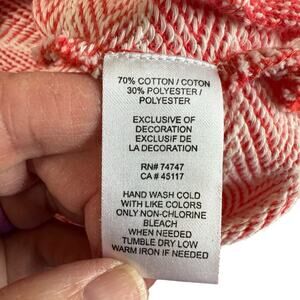 70% COTTON / COTON
30% POLYESTER /
POLYESTER
EXCLUSIVE OF
DECORATION
EXCLUSIF DE
LA DECORATION
RN# 74747
CA # 45117
HAND WASH COLD
WITH LIKE COLORS
ONLY NON-CHLORINE
BLEACH
WHEN NEEDED
TUMBLE DRY LOW
WARM IRON IF NEEDED